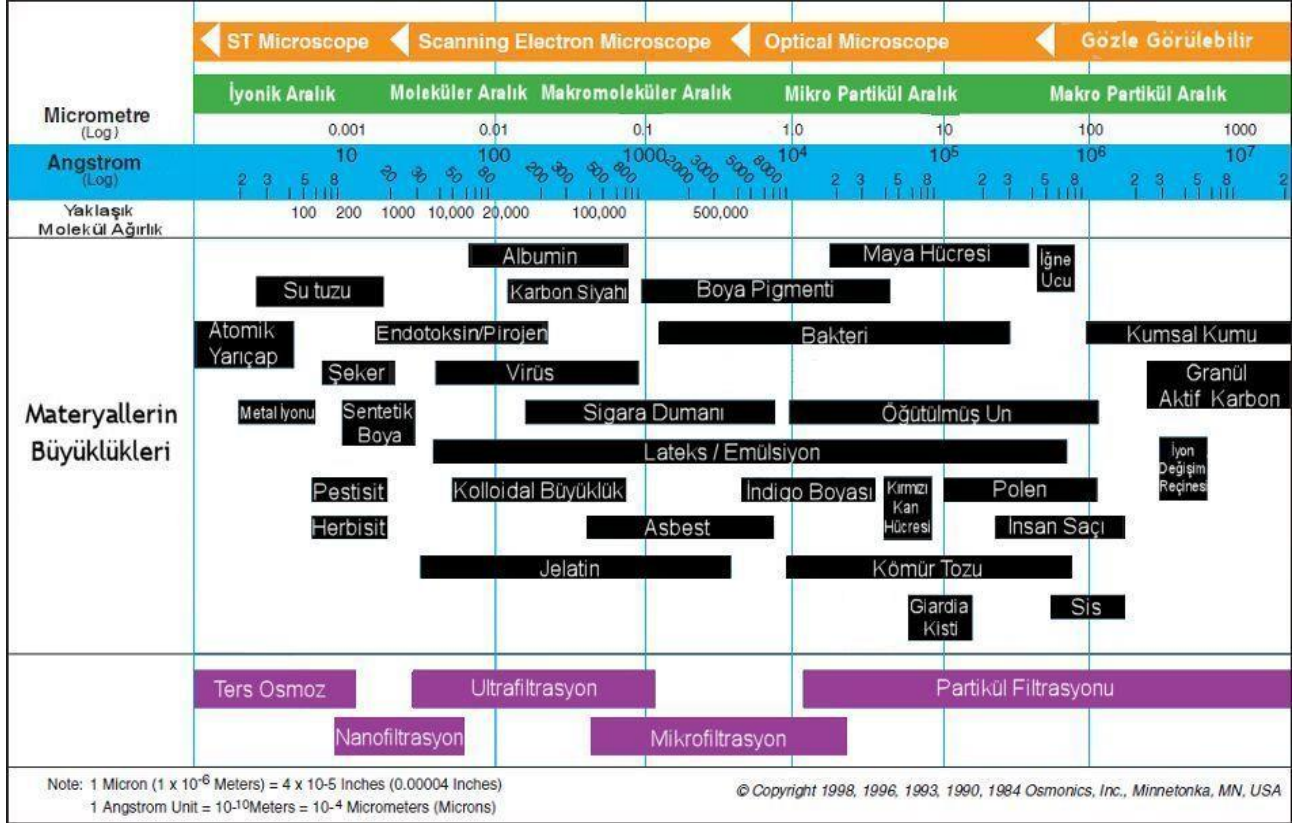 ST Microscope Scanning Electron Microscope Optical Microscope Gözle Görülebilir
İyonik Aralık Moleküler Aralık Makromoleküler Aralık Mikro Partikül Aralık Makro Partikül Aralık
Micrometre
(Log)
0.001 0.01 0.1 1.0 10 100 1000
Angstrom
(Log)
10 100 1000 10⁴ 10⁵ 10⁶ 10⁷
2 3 5 8 20 30 50 80 200 300 500 800 2000 3000 5000 8000 2 3 5 8 2 3 5 8 2 3 5 8 2
Yaklaşık
Molekül Ağırlık
100 200 1000 10,000 20,000 100,000 500,000
Materyallerin
Büyüklükleri
Albumin
Maya Hücresi
İğne
Ucu
Su tuzu
Karbon Siyahı
Boya Pigmenti
Atomik
Yarıçap
Endotoksin/Pirojen
Bakteri
Kumsal Kumu
Şeker
Virüs
Granül
Aktif Karbon
Metal İyonu
Sentetik
Boya
Sigara Dumanı
Öğütülmüş Un
Lateks / Emülsiyon
İyon
Değişim
Reçinesi
Pestisit
Kolloidal Büyüklük
İndigo Boyası
Kırmızı
Kan
Hücresi
Polen
Herbisit
Asbest
İnsan Saçı
Jelatin
Kömür Tozu
Giardia
Kisti
Sis
Ters Osmoz
Ultrafiltrasyon
Partikül Filtrasyonu
Nanofiltrasyon
Mikrofiltrasyon
Note: 1 Micron (1 x 10⁻⁶ Meters) = 4 x 10-5 Inches (0.00004 Inches)
1 Angstrom Unit = 10⁻¹⁰Meters = 10⁻⁴ Micrometers (Microns)
© Copyright 1998, 1996, 1993, 1990, 1984 Osmonics, Inc., Minnetonka, MN, USA